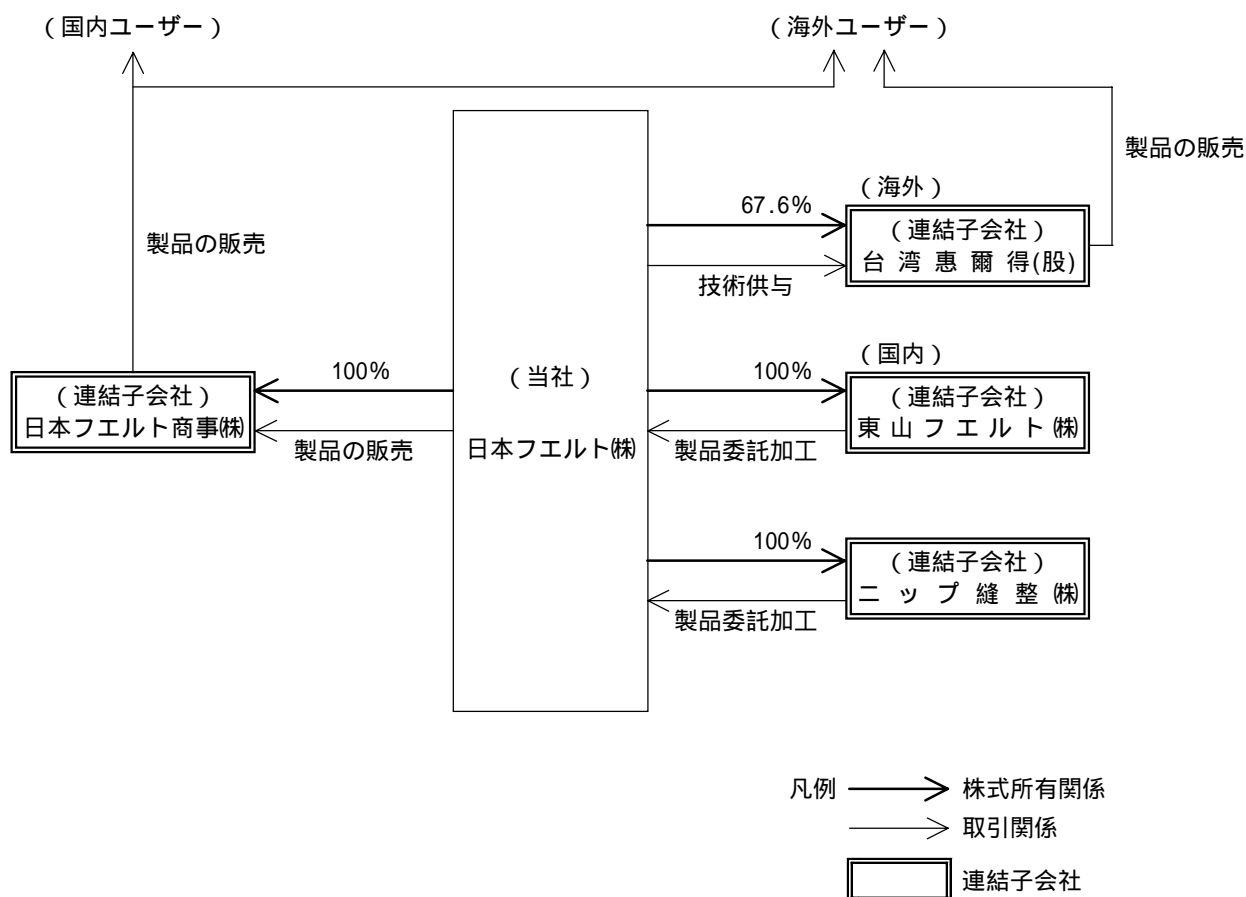 (国内ユーザー)
(海外ユーザー)
製品の販売
(海外)
67.6%
(連結子会社)
台湾惠爾得(股)
製品の販売
技術供与
(国内)
100%
(当社)
100%
(連結子会社)
日本フエルト商事㈱
(連結子会社)
東山フエルト㈱
製品の販売
日本フエルト㈱
製品委託加工
100%
(連結子会社)
ニップ縫整㈱
製品委託加工
凡例
株式所有関係
取引関係
連結子会社